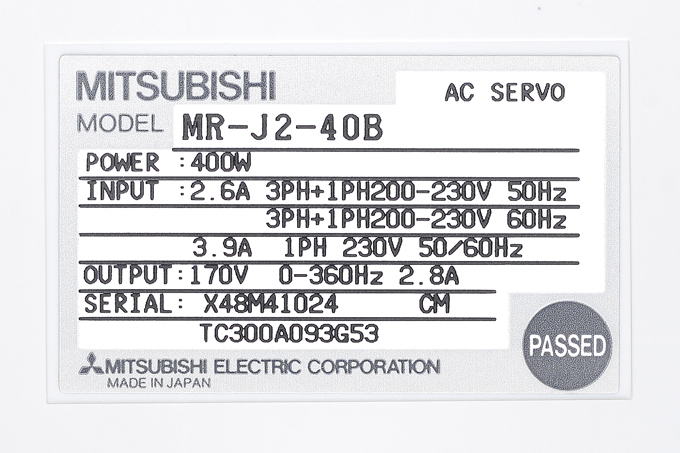 MITSUBISHI
AC SERVO
MODEL MR-J2-40B
POWER :400W
INPUT :2.6A 3PH+1PH200-230V 50Hz
3PH+1PH200-230V 60Hz
3.9A 1PH 230V 50/60Hz
OUTPUT:170V 0-360Hz 2.8A
SERIAL: X48M41024 CM
TC300A093G53
PASSED
MITSUBISHI ELECTRIC CORPORATION
MADE IN JAPAN